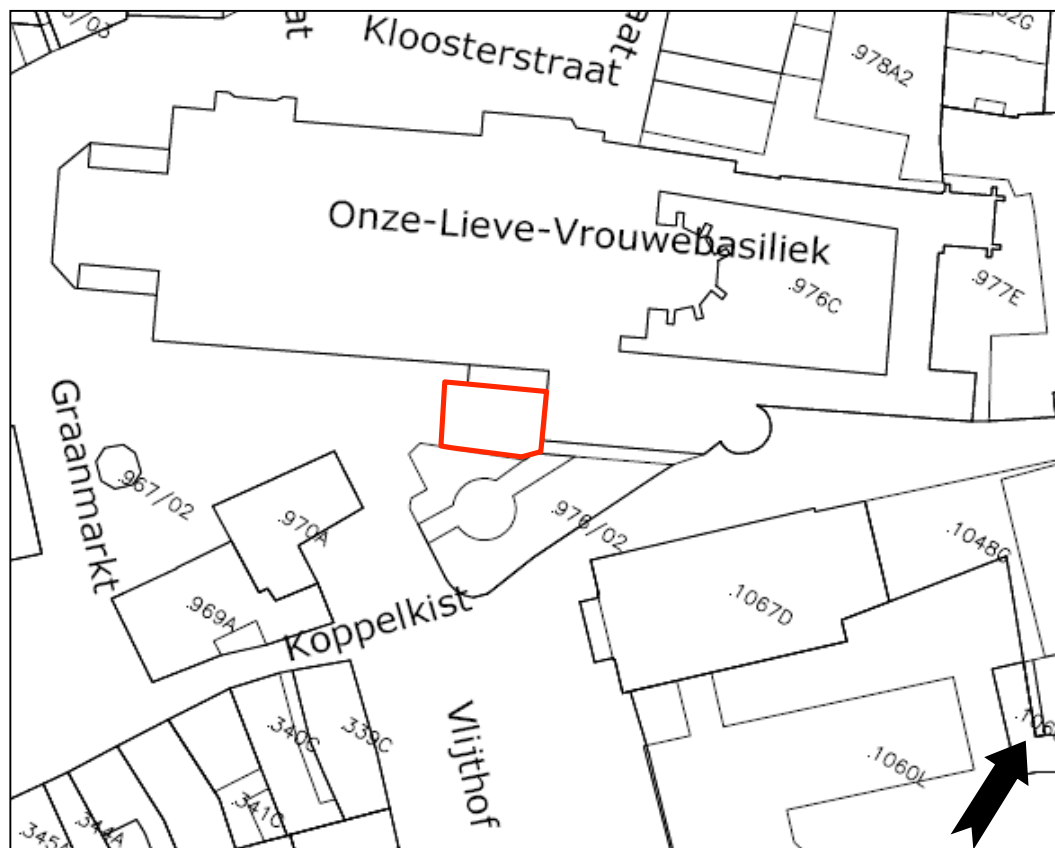 Kloosterstraat
.978A2
Onze-Lieve-Vrouwebasiliek
.976C
.977E
Graanmarkt
.967/02
.970A
.976/02
.1048G
.969A
.1067D
Koppelkist
Vlijthof
.340C
.339C
.341C
.344A
.1060L